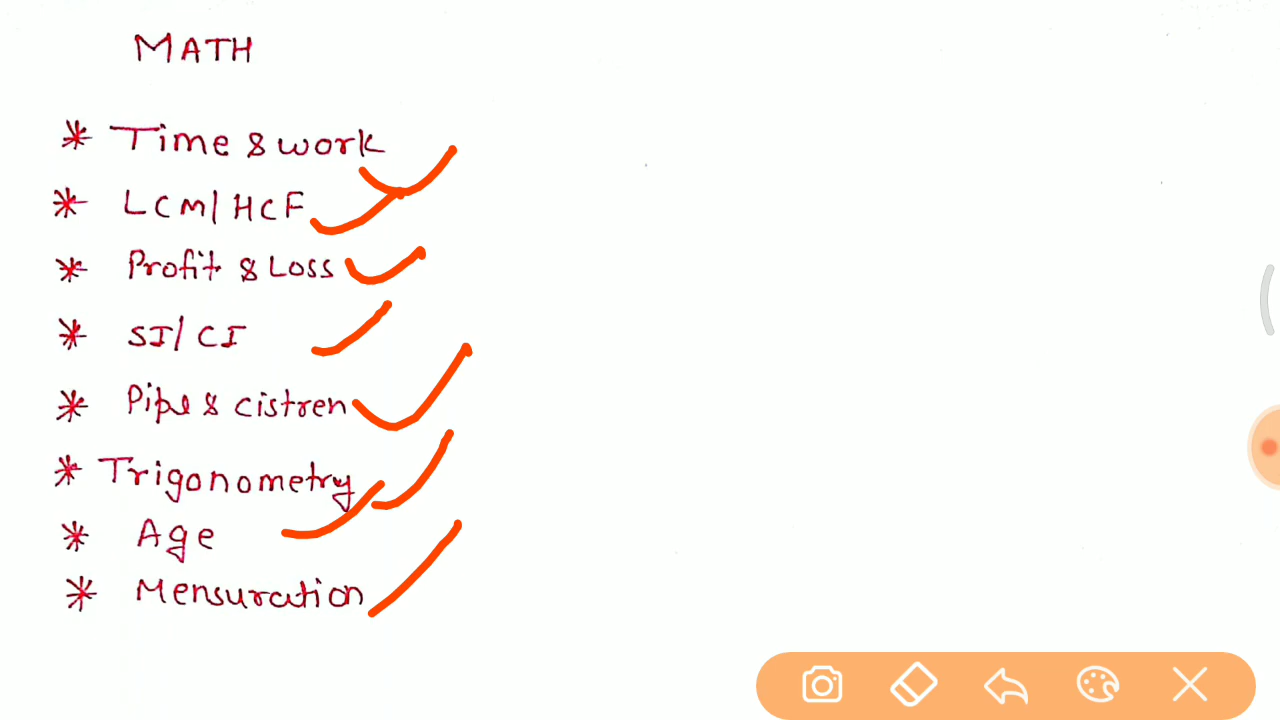 MATH
* Time & work
* LCM/HCF
* Profit & Loss
* SI/CI
* Pipe & cistren
* Trigonometry
* Age
* Mensuration